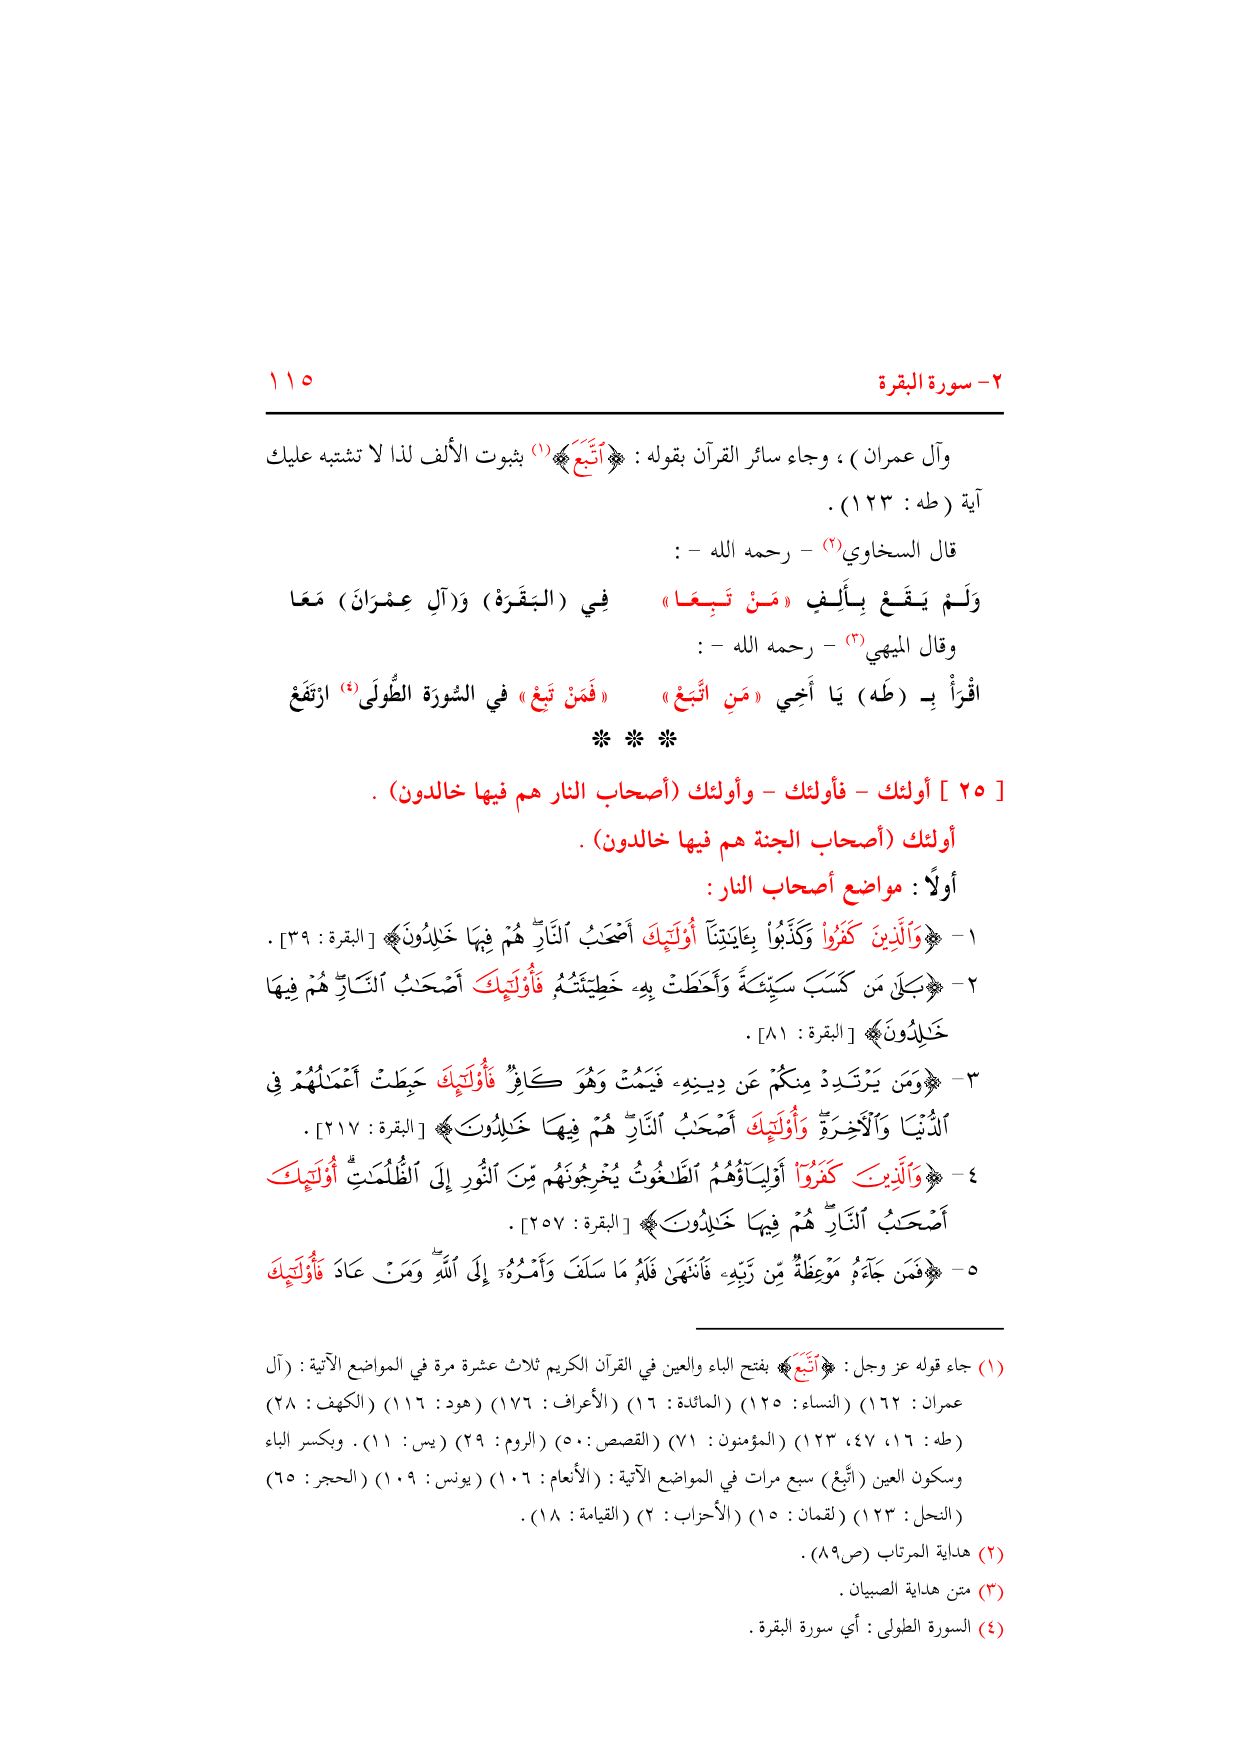 ٢- سورة البقرة ١١٥
وآل عمران ) ، وجاء سائر القرآن بقوله : ﴿ٱتَّبَعَ﴾(١) بثبوت الألف لذا لا تشتبه عليك
آية ( طه : ١٢٣) .
قال السخاوي(٢) – رحمه الله – :
وَلَـمْ يَـقَـعْ بِـأَلِـفٍ «مَـنْ تَـبِـعَـا» فِـي (البَقَرَهْ) وَ(آلِ عِمْرَانَ) مَعَا
وقال الميهي(٣) – رحمه الله – :
اقْرَأْ بِـ (طَه) يَا أَخِي «مَنِ اتَّبَعْ» «فَمَنْ تَبِعْ» في السُّورَة الطُّولَى(٤) ارْتَفَعْ
❊ ❊ ❊
[ ٢٥ ] أولئك – فأولئك – وأولئك (أصحاب النار هم فيها خالدون) .
أولئك (أصحاب الجنة هم فيها خالدون) .
أولًا : مواضع أصحاب النار :
١- ﴿وَٱلَّذِينَ كَفَرُوا۟ وَكَذَّبُوا۟ بِـَٔايَـٰتِنَآ أُو۟لَـٰٓئِكَ أَصْحَـٰبُ ٱلنَّارِ ۖ هُمْ فِيهَا خَـٰلِدُونَ﴾ [البقرة : ٣٩] .
٢- ﴿بَلَىٰ مَن كَسَبَ سَيِّئَةً وَأَحَـٰطَتْ بِهِۦ خَطِيٓـَٔتُهُۥ فَأُو۟لَـٰٓئِكَ أَصْحَـٰبُ ٱلنَّارِ ۖ هُمْ فِيهَا
خَـٰلِدُونَ﴾ [البقرة : ٨١] .
٣- ﴿وَمَن يَرْتَدِدْ مِنكُمْ عَن دِينِهِۦ فَيَمُتْ وَهُوَ كَافِرٌ فَأُو۟لَـٰٓئِكَ حَبِطَتْ أَعْمَـٰلُهُمْ فِى
ٱلدُّنْيَا وَٱلْـَٔاخِرَةِ ۖ وَأُو۟لَـٰٓئِكَ أَصْحَـٰبُ ٱلنَّارِ ۖ هُمْ فِيهَا خَـٰلِدُونَ﴾ [البقرة : ٢١٧] .
٤- ﴿وَٱلَّذِينَ كَفَرُوٓا۟ أَوْلِيَآؤُهُمُ ٱلطَّـٰغُوتُ يُخْرِجُونَهُم مِّنَ ٱلنُّورِ إِلَى ٱلظُّلُمَـٰتِ ۗ أُو۟لَـٰٓئِكَ
أَصْحَـٰبُ ٱلنَّارِ ۖ هُمْ فِيهَا خَـٰلِدُونَ﴾ [البقرة : ٢٥٧] .
٥- ﴿فَمَن جَآءَهُۥ مَوْعِظَةٌ مِّن رَّبِّهِۦ فَٱنتَهَىٰ فَلَهُۥ مَا سَلَفَ وَأَمْرُهُۥٓ إِلَى ٱللَّهِ ۖ وَمَنْ عَادَ فَأُو۟لَـٰٓئِكَ
(١) جاء قوله عز وجل : ﴿ٱتَّبَعَ﴾ بفتح الباء والعين في القرآن الكريم ثلاث عشرة مرة في المواضع الآتية : (آل
عمران : ١٦٢) (النساء : ١٢٥) (المائدة : ١٦) (الأعراف : ١٧٦) (هود : ١١٦) (الكهف : ٢٨)
(طه : ١٦، ٤٧، ١٢٣) (المؤمنون : ٧١) (القصص: ٥٠) (الروم : ٢٩) (يس : ١١) . وبكسر الباء
وسكون العين (اتَّبِعْ) سبع مرات في المواضع الآتية : (الأنعام : ١٠٦) (يونس : ١٠٩) (الحجر : ٦٥)
(النحل : ١٢٣) (لقمان : ١٥) (الأحزاب : ٢) (القيامة : ١٨) .
(٢) هداية المرتاب (ص٨٩) .
(٣) متن هداية الصبيان .
(٤) السورة الطولى : أي سورة البقرة .